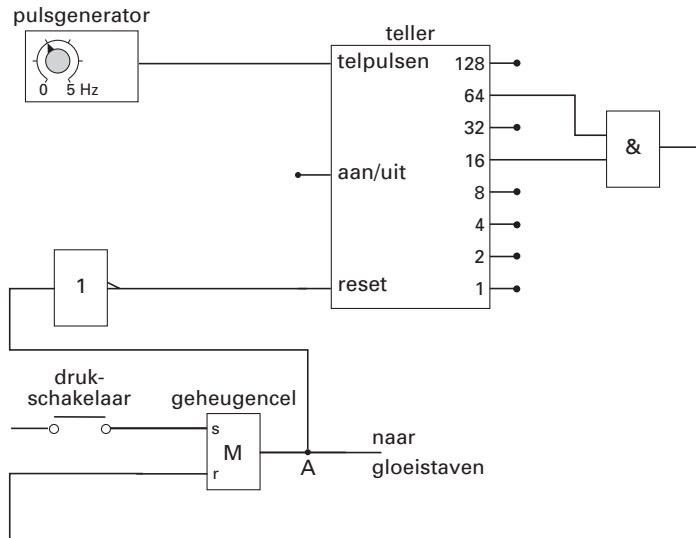 pulsgenerator
0 5 Hz
teller
telpulsen
aan/uit
reset
128
64
32
16
8
4
2
1
&
1
druk-
schakelaar
geheugencel
s
M
r
A
naar
gloeistaven